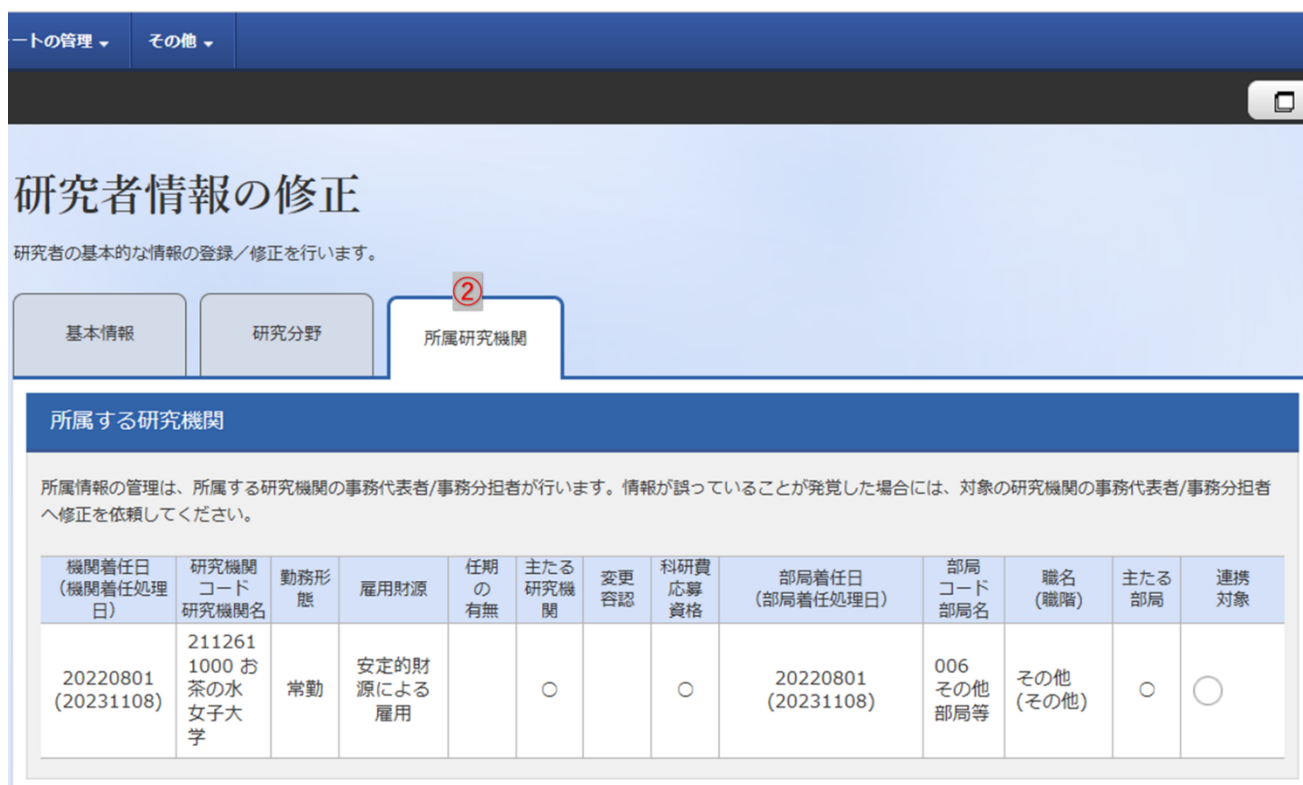 ートの管理 その他
研究者情報の修正
研究者の基本的な情報の登録／修正を行います。
②
基本情報 研究分野 所属研究機関
所属する研究機関
所属情報の管理は、所属する研究機関の事務代表者/事務分担者が行います。情報が誤っていることが発覚した場合には、対象の研究機関の事務代表者/事務分担者
へ修正を依頼してください。
機関着任日
（機関着任処理
日）
研究機関
コード
研究機関名
勤務形
態
雇用財源
任期
の
有無
主たる
研究機
関
変更
容認
科研費
応募
資格
部局着任日
（部局着任処理日）
部局
コード
部局名
職名
(職階)
主たる
部局
連携
対象
20220801
(20231108)
211261
1000 お
茶の水
女子大
学
常勤
安定的財
源による
雇用
○
○
20220801
(20231108)
006
その他
部局等
その他
(その他)
○